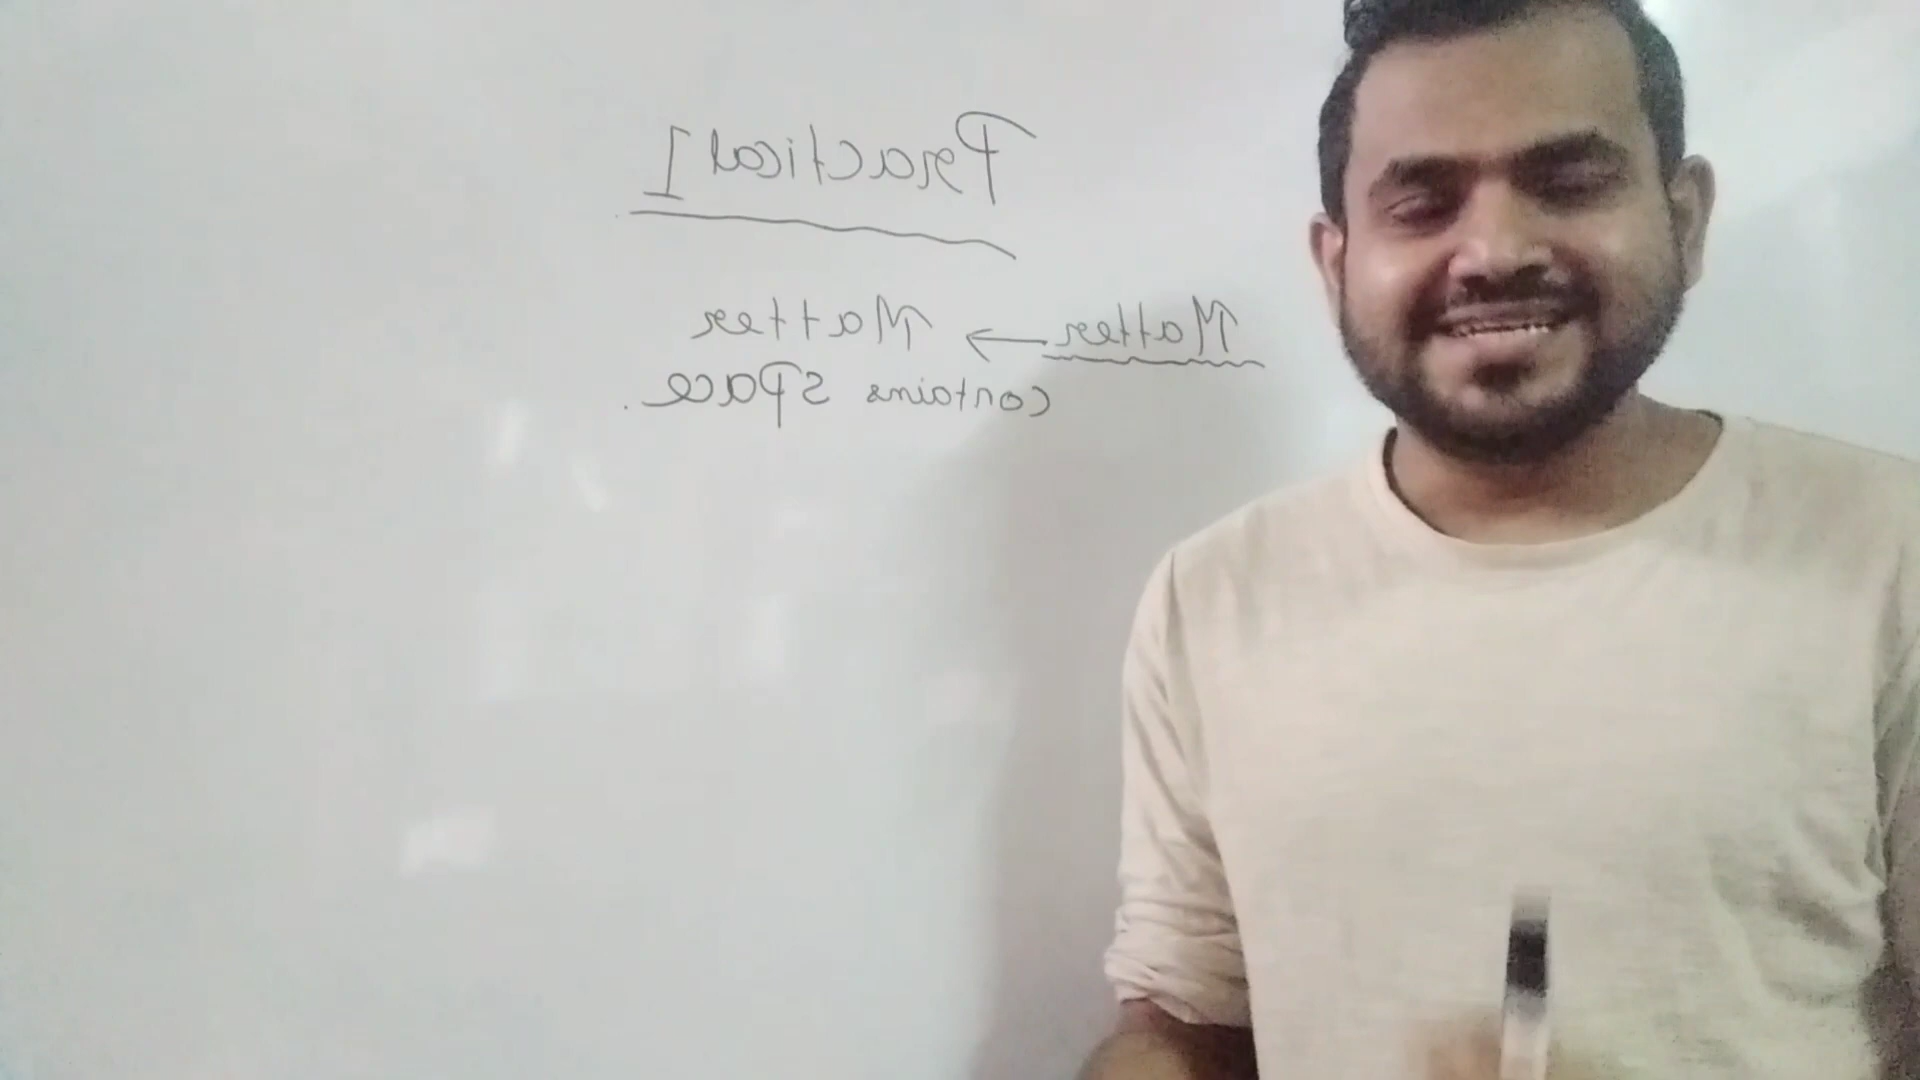 Practical 1
Matter → Matter
contains space.